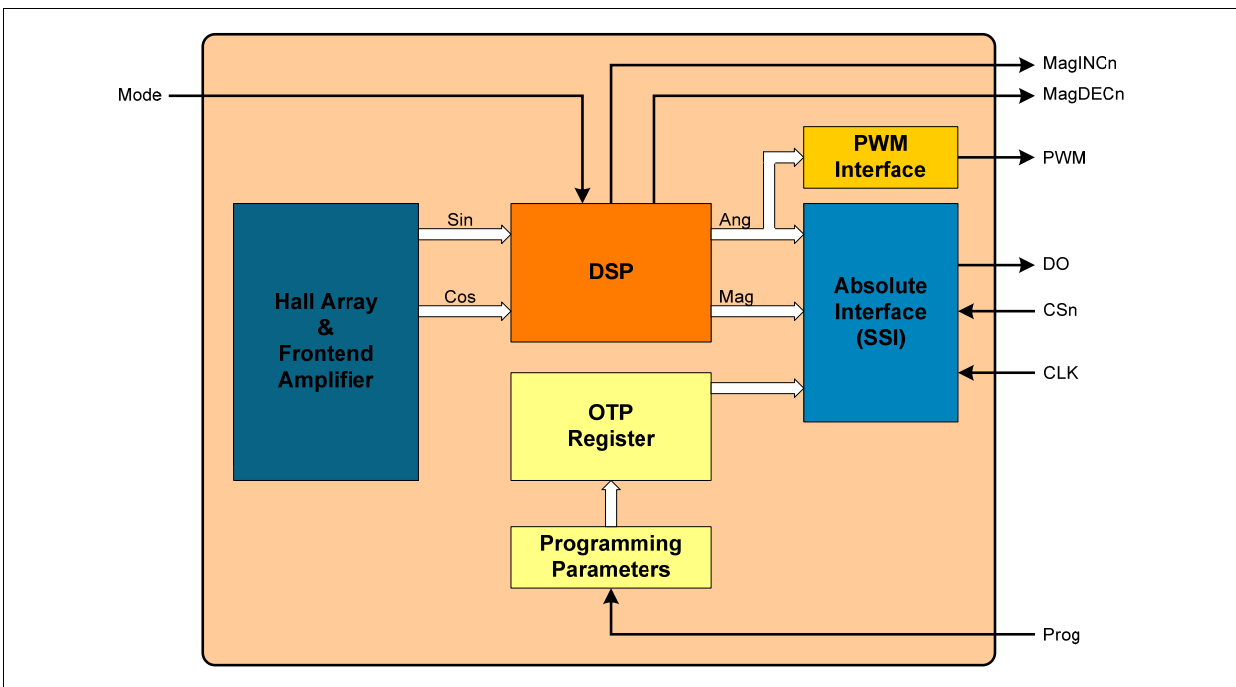 MagINCn
Mode
MagDECn
PWM
Interface
PWM
Sin
Ang
DSP
DO
Hall Array
&
Frontend
Amplifier
Cos
Mag
Absolute
Interface
(SSI)
CSn
CLK
OTP
Register
Programming
Parameters
Prog